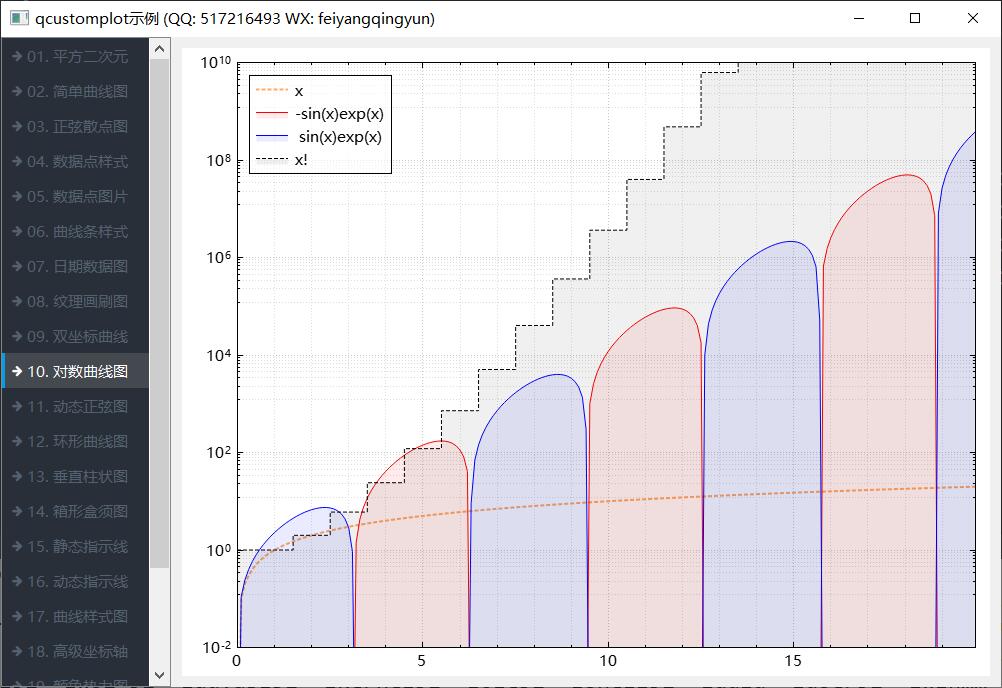 qcustomplot示例 (QQ: 517216493 WX: feiyangqingyun)
01. 平方二次元
02. 简单曲线图
03. 正弦散点图
04. 数据点样式
05. 数据点图片
06. 曲线条样式
07. 日期数据图
08. 纹理画刷图
09. 双坐标曲线
10. 对数曲线图
11. 动态正弦图
12. 环形曲线图
13. 垂直柱状图
14. 箱形盒须图
15. 静态指示线
16. 动态指示线
17. 曲线样式图
18. 高级坐标轴
x
-sin(x)exp(x)
sin(x)exp(x)
x!
10¹⁰
10⁸
10⁶
10⁴
10²
10⁰
10⁻²
0 5 10 15